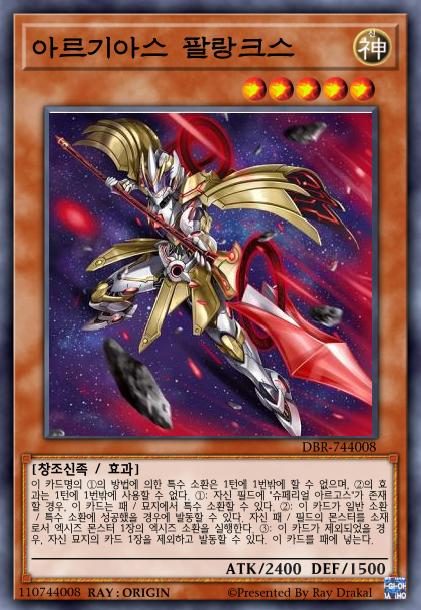 아르기아스 팔랑크스
신
神
DBR-744008
[창조신족 / 효과]
이 카드명의 ①의 방법에 의한 특수 소환은 1턴에 1번밖에 할 수 없으며, ②의 효
과는 1턴에 1번밖에 사용할 수 없다. ①: 자신 필드에 '슈페리얼 아르고스'가 존재
할 경우, 이 카드는 패 / 묘지에서 특수 소환할 수 있다. ②: 이 카드가 일반 소환
/ 특수 소환에 성공했을 경우에 발동할 수 있다. 자신 패 / 필드의 몬스터를 소재
로서 엑시즈 몬스터 1장의 엑시즈 소환을 실행한다. ③: 이 카드가 제외되었을 경
우, 자신 묘지의 카드 1장을 제외하고 발동할 수 있다. 이 카드를 패에 넣는다.
ATK/2400 DEF/1500
110744008 RAY : ORIGIN
©Presented By Ray Drakal